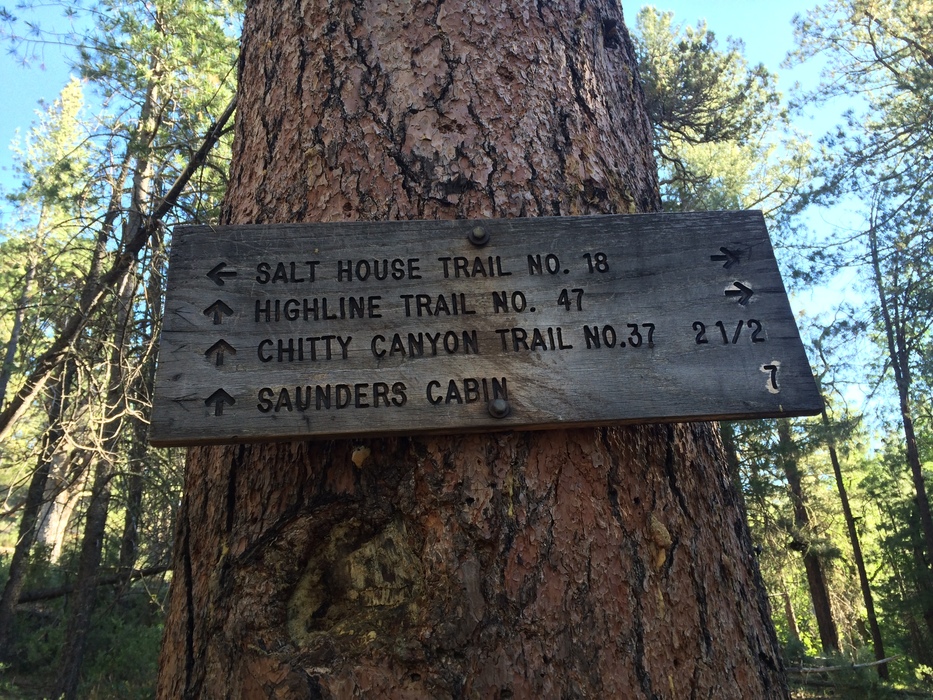 ← SALT HOUSE TRAIL NO. 18 →
↑ HIGHLINE TRAIL NO. 47 →
↑ CHITTY CANYON TRAIL NO.37 2 1/2
↑ SAUNDERS CABIN 7